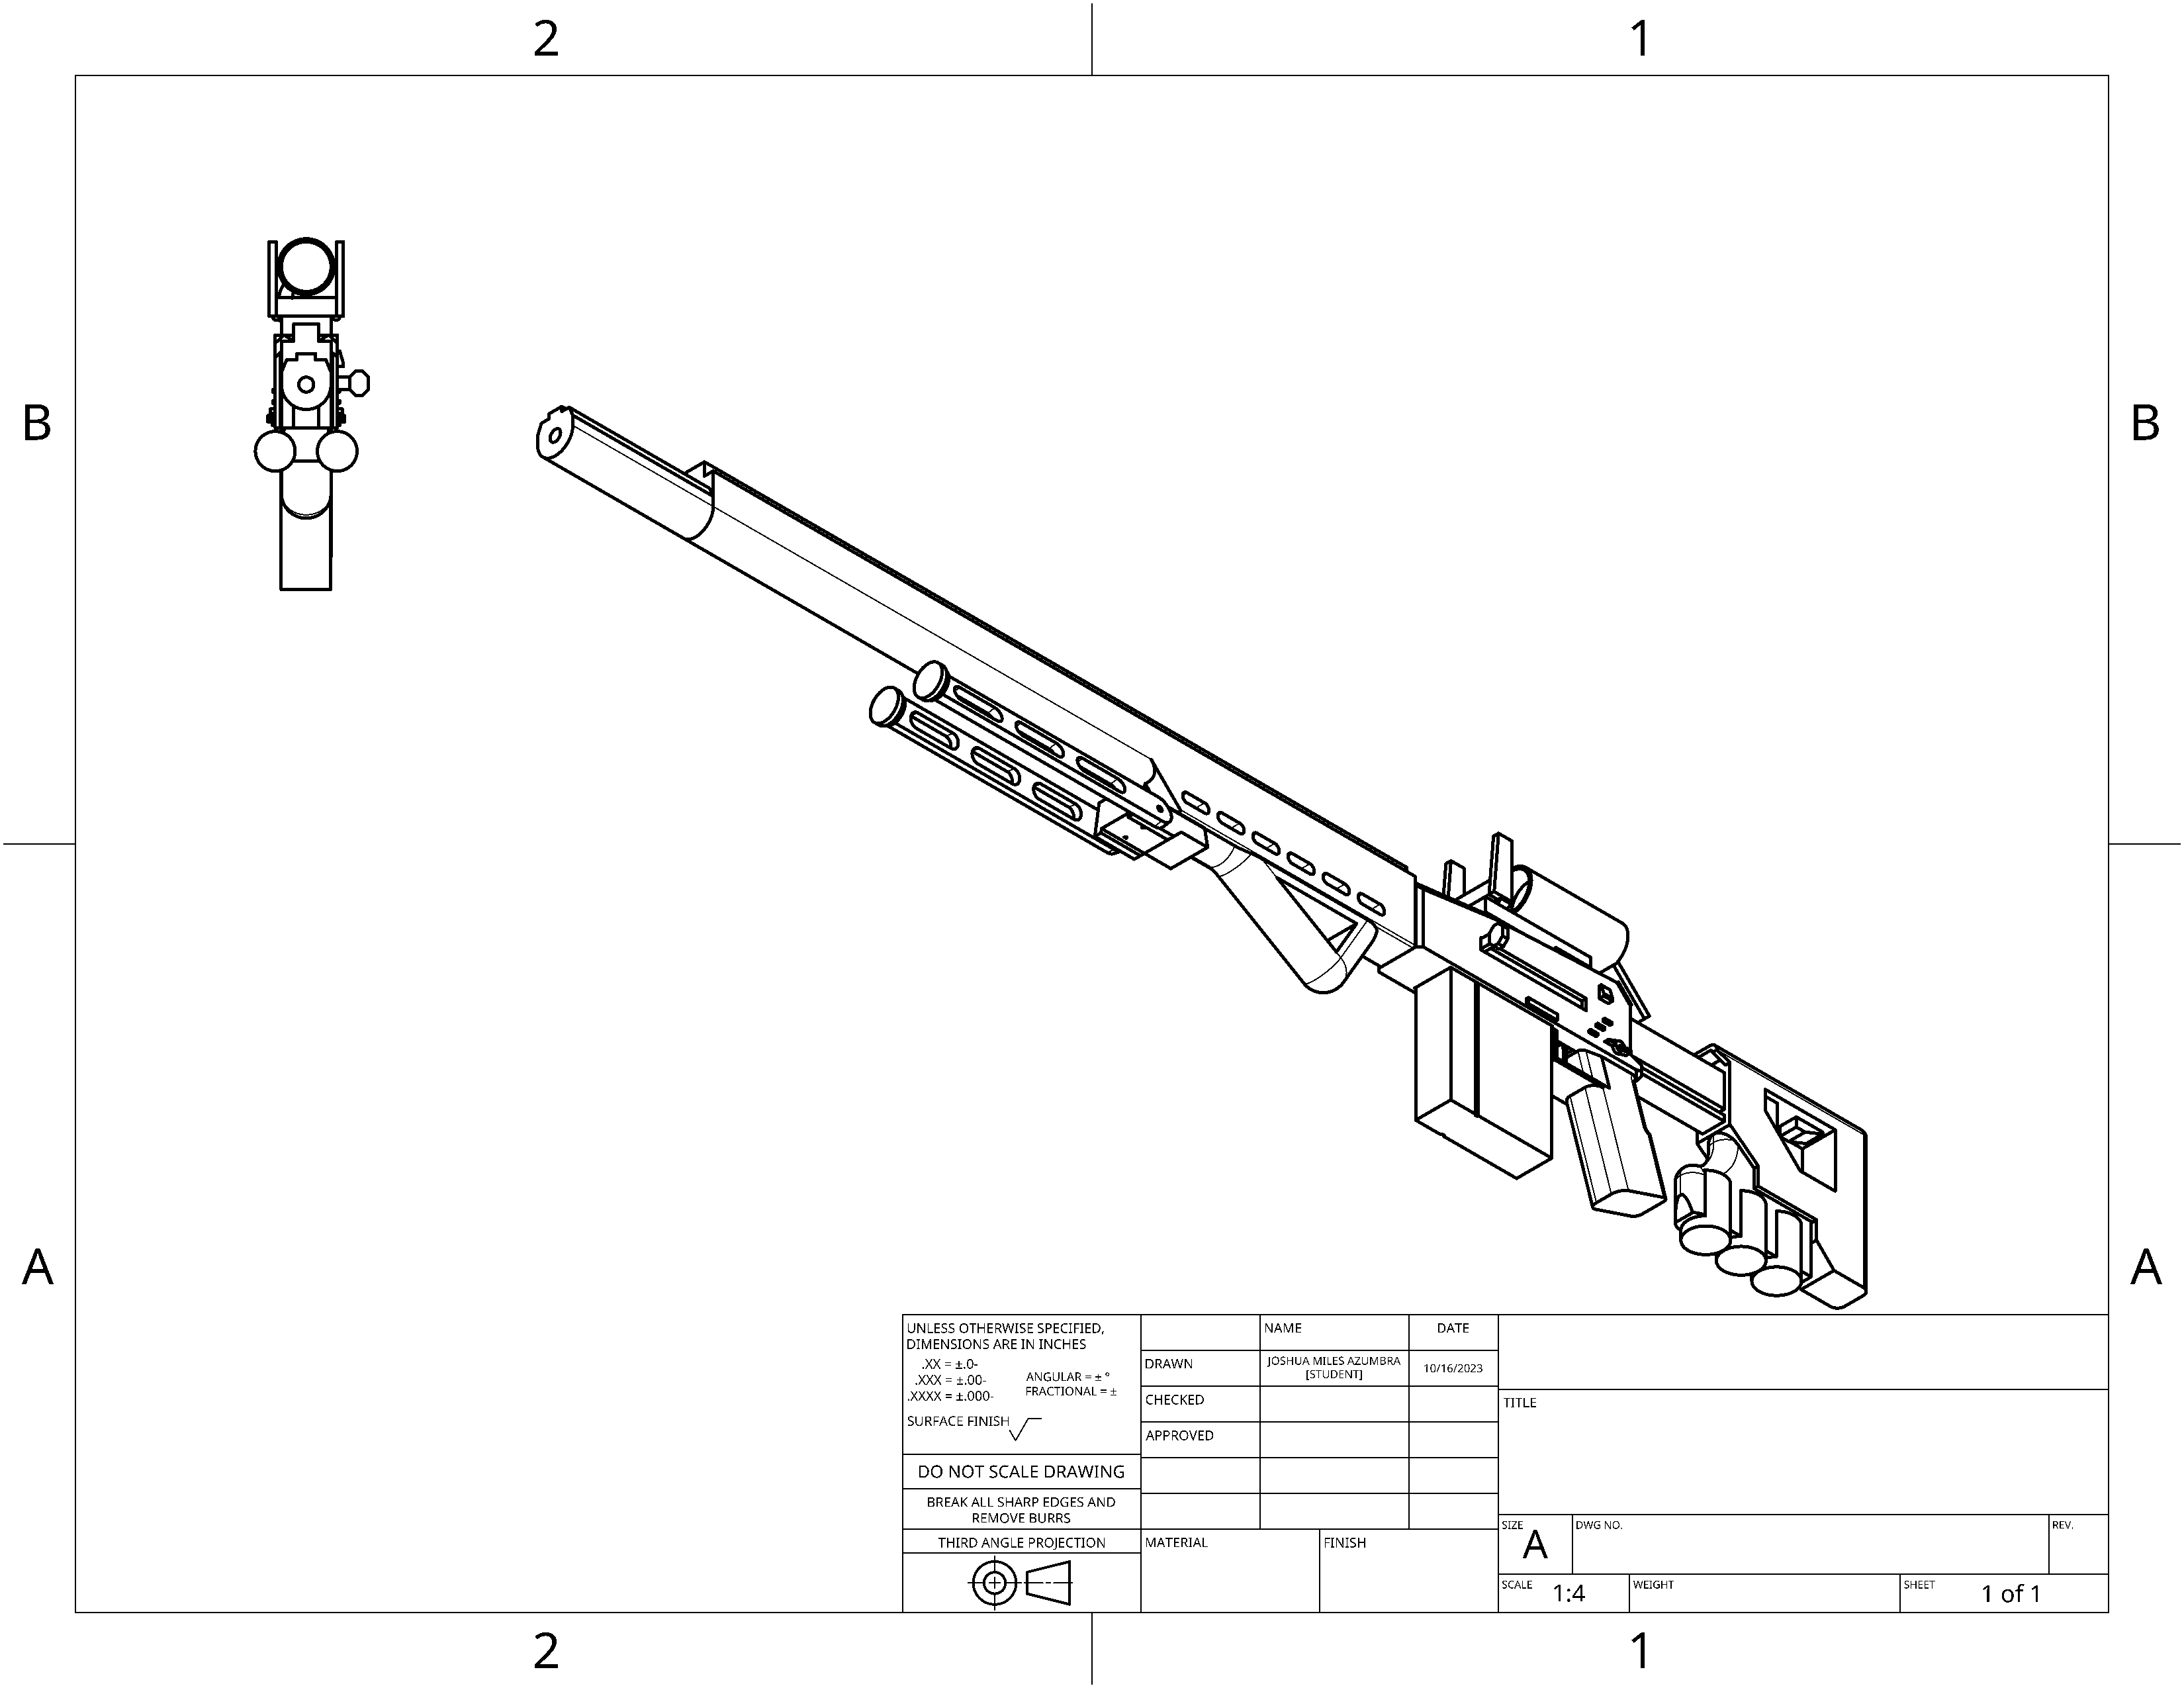 2
1
B
B
A
A
UNLESS OTHERWISE SPECIFIED,
DIMENSIONS ARE IN INCHES
.XX = ±.0-
.XXX = ±.00-
.XXXX = ±.000-
ANGULAR = ± °
FRACTIONAL = ±
SURFACE FINISH
DO NOT SCALE DRAWING
BREAK ALL SHARP EDGES AND
REMOVE BURRS
THIRD ANGLE PROJECTION
NAME
DATE
DRAWN
JOSHUA MILES AZUMBRA
[STUDENT]
10/16/2023
CHECKED
APPROVED
MATERIAL
FINISH
TITLE
SIZE
A
DWG NO.
REV.
SCALE
1:4
WEIGHT
SHEET
1 of 1
2
1